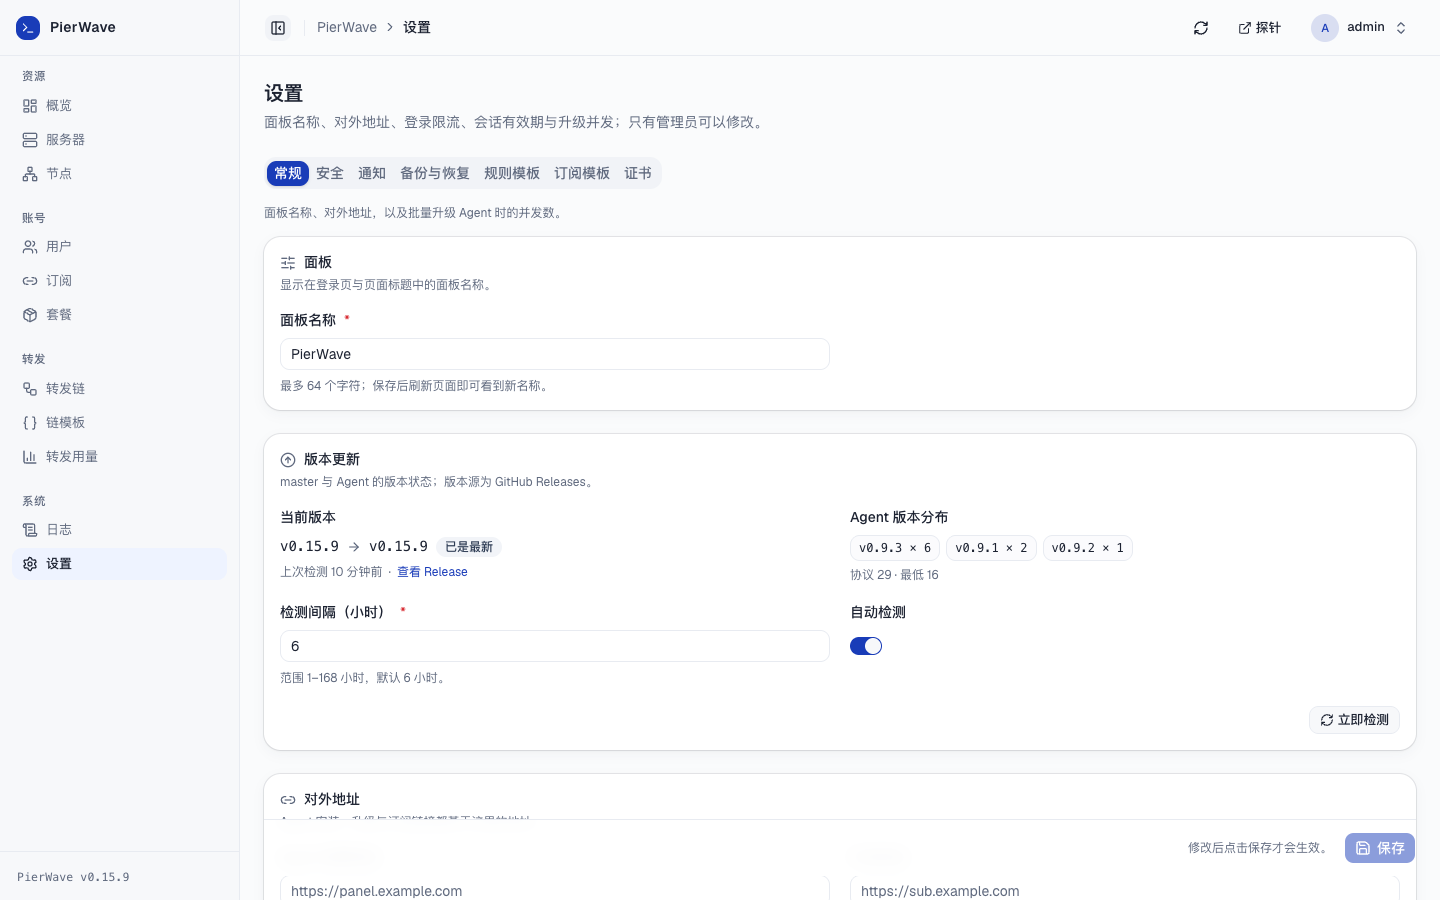 PierWave
PierWave > 设置
探针
A
admin
资源
概览
服务器
节点
账号
用户
订阅
套餐
转发
转发链
链模板
转发用量
系统
日志
设置
PierWave v0.15.9
设置
面板名称、对外地址、登录限流、会话有效期与升级并发；只有管理员可以修改。
常规 安全 通知 备份与恢复 规则模板 订阅模板 证书
面板名称、对外地址，以及批量升级 Agent 时的并发数。
面板
显示在登录页与页面标题中的面板名称。
面板名称 *
PierWave
最多 64 个字符；保存后刷新页面即可看到新名称。
版本更新
master 与 Agent 的版本状态；版本源为 GitHub Releases。
当前版本
v0.15.9 → v0.15.9 已是最新
上次检测 10 分钟前 · 查看 Release
Agent 版本分布
v0.9.3 × 6 v0.9.1 × 2 v0.9.2 × 1
协议 29 · 最低 16
检测间隔（小时） *
6
范围 1–168 小时，默认 6 小时。
自动检测
立即检测
对外地址
修改后点击保存才会生效。
保存
https://panel.example.com
https://sub.example.com